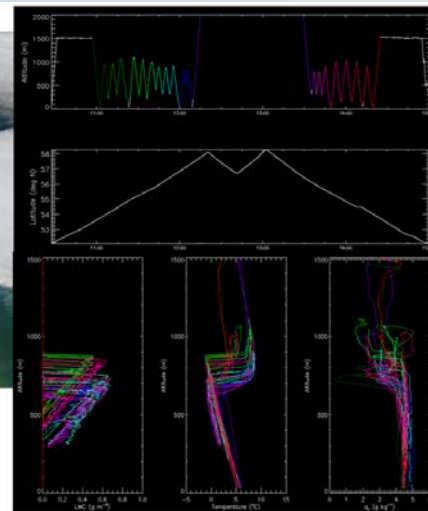 2000
1500
1000
500
0
Altitude (m)
11:00
12:00
13:00
14:00
58
57
56
55
54
53
Latitude (deg N)
11:00
12:00
13:00
14:00
1500
1000
500
0
Altitude (m)
0.0 0.2 0.4 0.6 0.8 1.0
LWC (g m⁻³)
1500
1000
500
0
Altitude (m)
-5 0 5 10 15
Temperature (°C)
1500
1000
500
0
Altitude (m)
0 1 2 3 4 5
(g kg⁻¹)